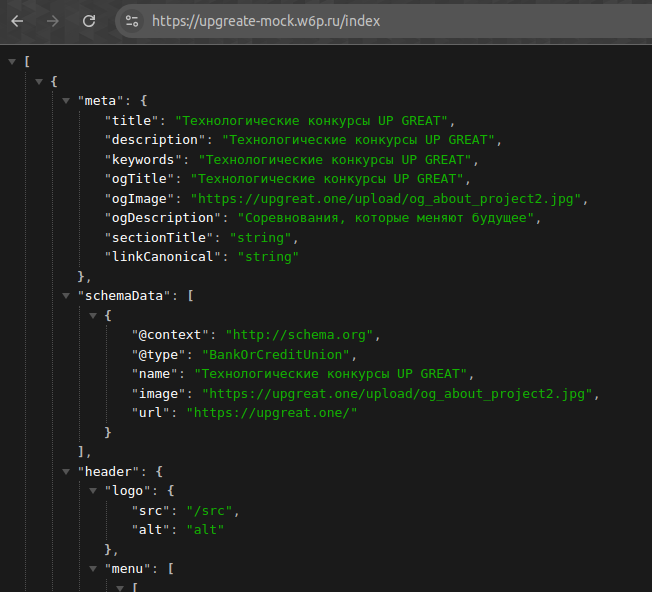 https://upgreate-mock.w6p.ru/index
[
{
"meta": {
"title": "Технологические конкурсы UP GREAT",
"description": "Технологические конкурсы UP GREAT",
"keywords": "Технологические конкурсы UP GREAT",
"ogTitle": "Технологические конкурсы UP GREAT",
"ogImage": "https://upgreat.one/upload/og_about_project2.jpg",
"ogDescription": "Соревнования, которые меняют будущее",
"sectionTitle": "string",
"linkCanonical": "string"
},
"schemaData": [
{
"@context": "http://schema.org",
"@type": "BankOrCreditUnion",
"name": "Технологические конкурсы UP GREAT",
"image": "https://upgreat.one/upload/og_about_project2.jpg",
"url": "https://upgreat.one/"
}
],
"header": {
"logo": {
"src": "/src",
"alt": "alt"
},
"menu": [
[